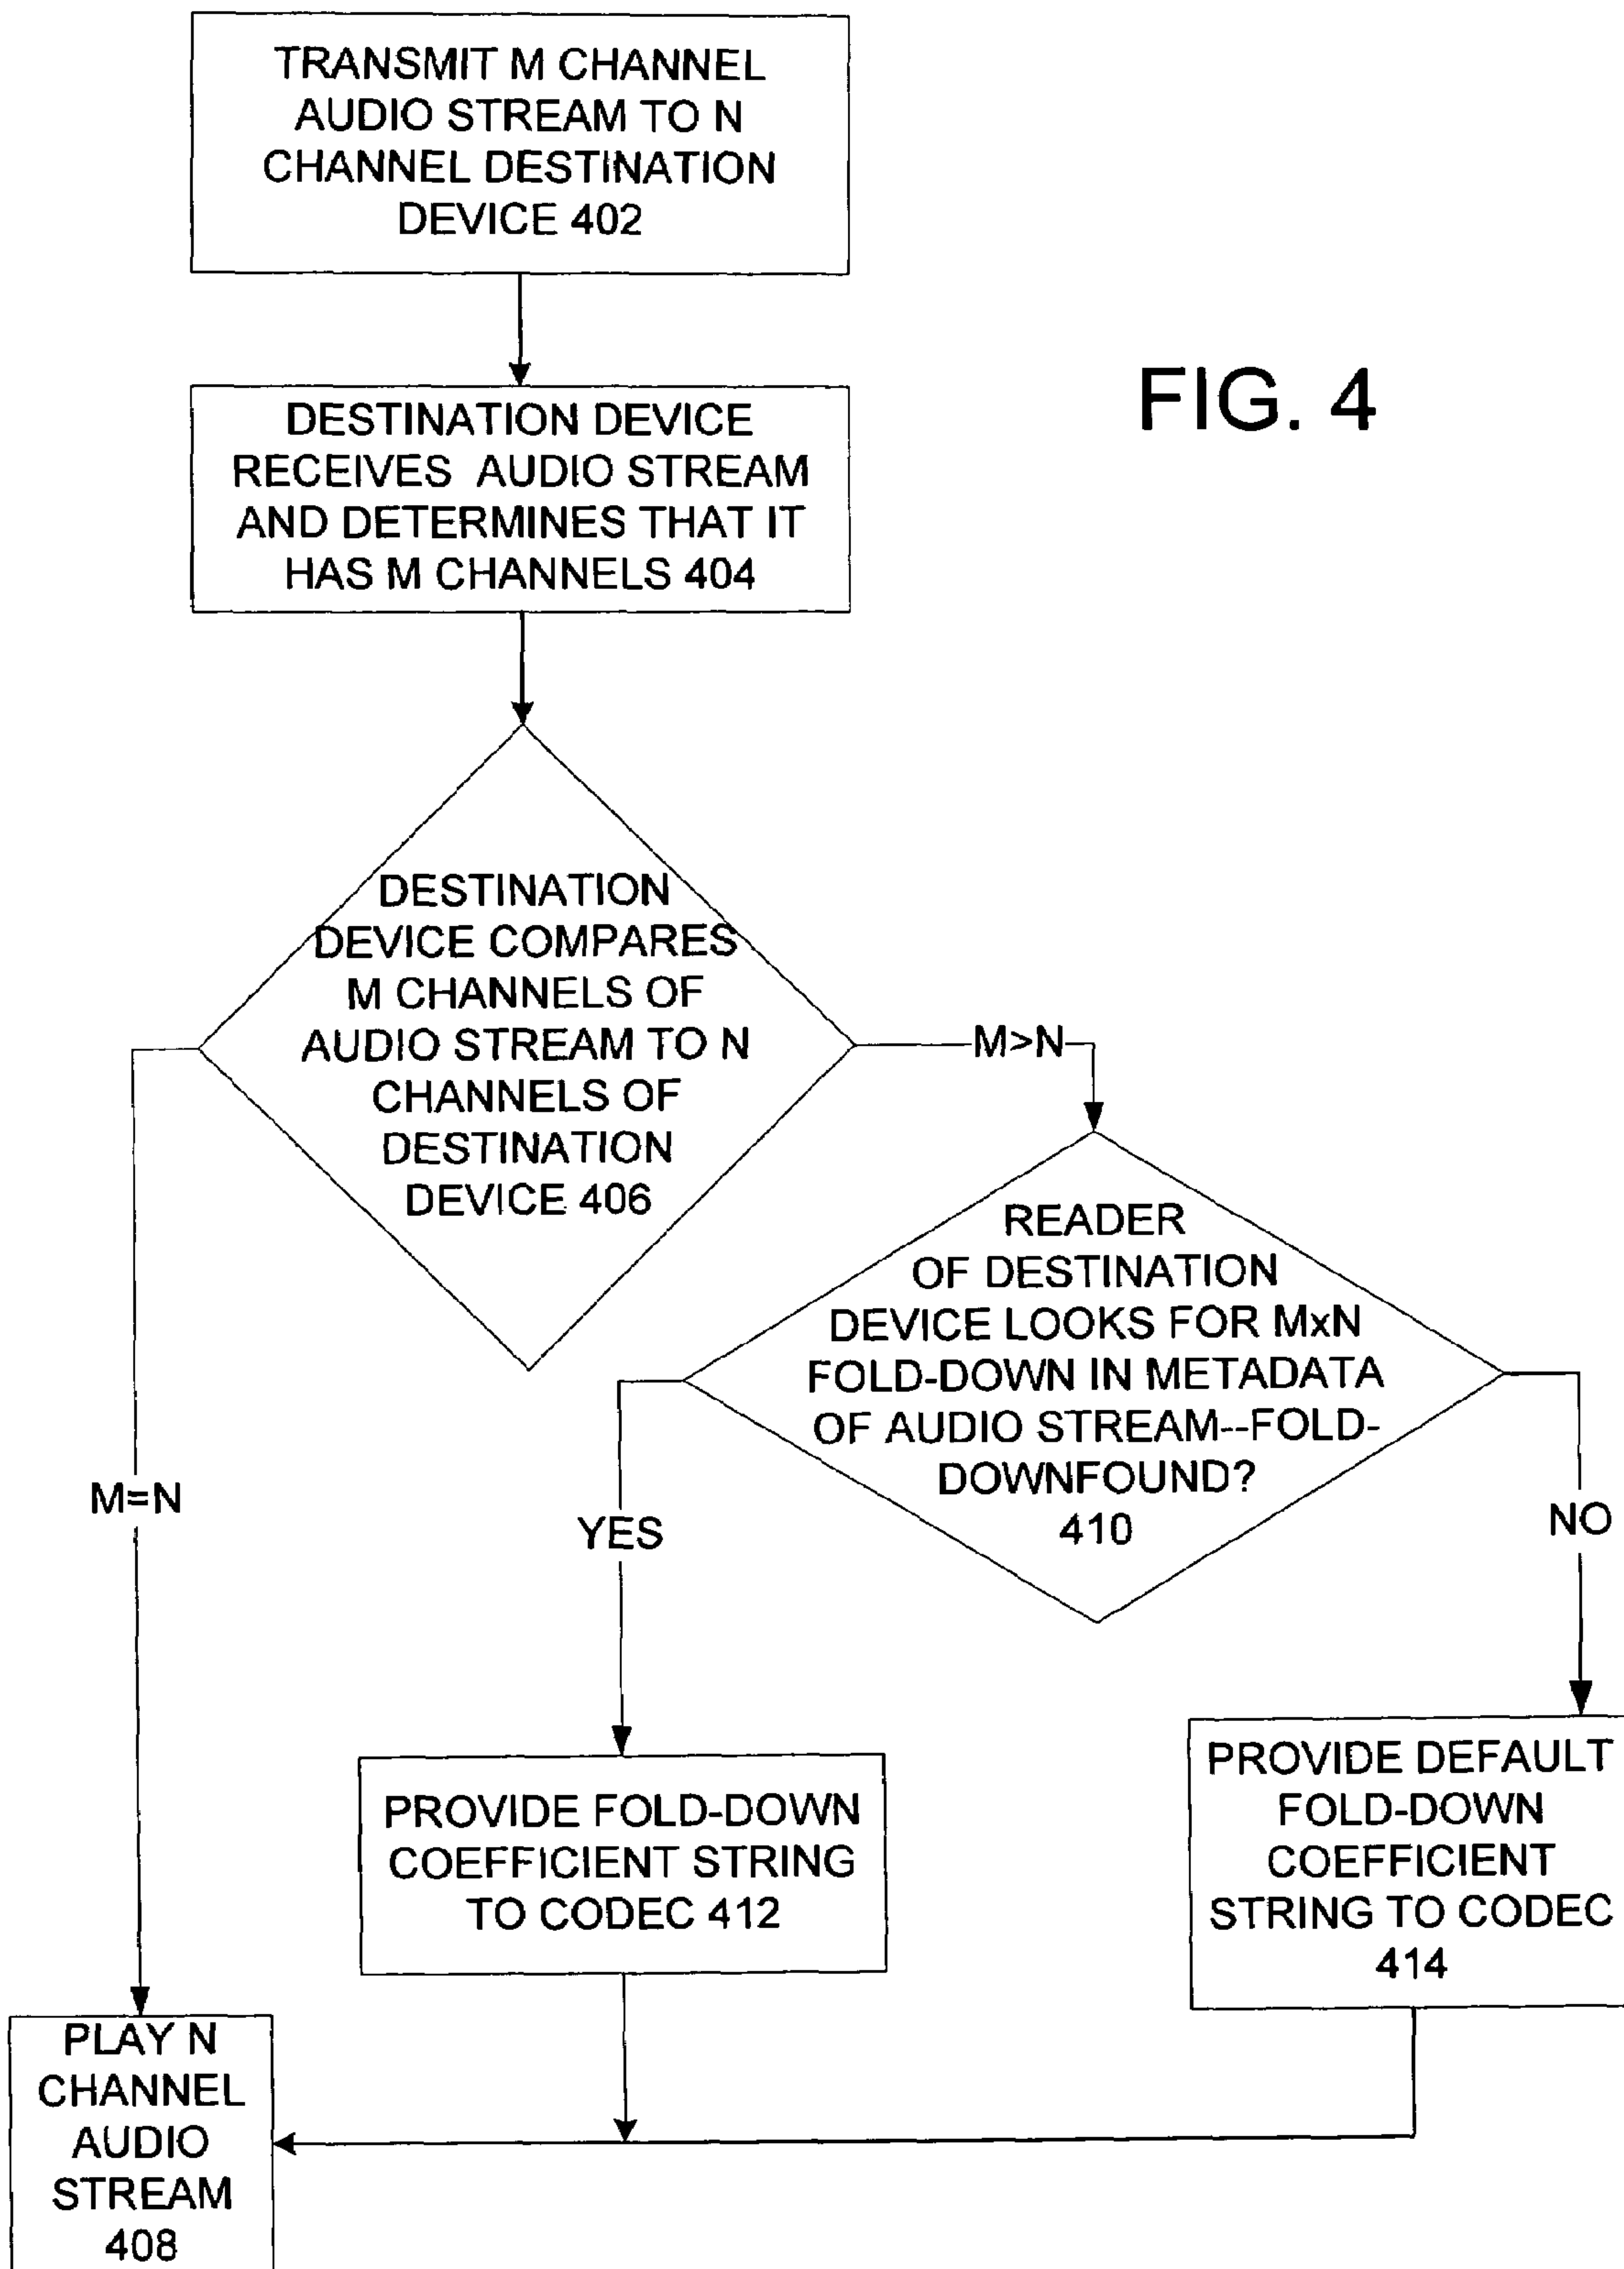 TRANSMIT M CHANNEL
AUDIO STREAM TO N
CHANNEL DESTINATION
DEVICE 402
FIG. 4
DESTINATION DEVICE
RECEIVES AUDIO STREAM
AND DETERMINES THAT IT
HAS M CHANNELS 404
DESTINATION
DEVICE COMPARES
M CHANNELS OF
AUDIO STREAM TO N
CHANNELS OF
DESTINATION
DEVICE 406
M>N
M=N
READER
OF DESTINATION
DEVICE LOOKS FOR MxN
FOLD-DOWN IN METADATA
OF AUDIO STREAM--FOLD-
DOWNFOUND?
410
YES
NO
PROVIDE FOLD-DOWN
COEFFICIENT STRING
TO CODEC 412
PROVIDE DEFAULT
FOLD-DOWN
COEFFICIENT
STRING TO CODEC
414
PLAY N
CHANNEL
AUDIO
STREAM
408